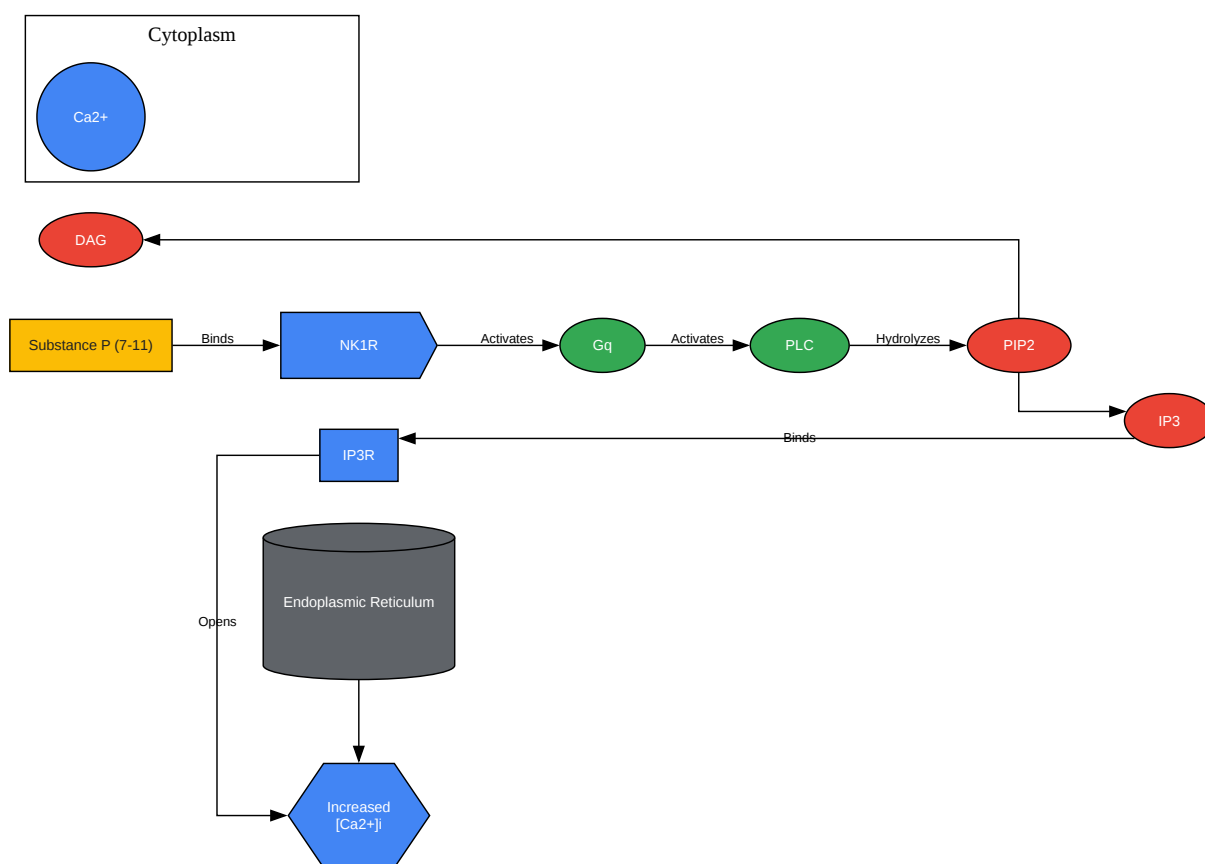 Cytoplasm
Ca2+
DAG
Substance P (7-11)
Binds
NK1R
Activates
Gq
Activates
PLC
Hydrolyzes
PIP2
IP3
Binds
IP3R
Endoplasmic Reticulum
Opens
Increased
[Ca2+]i